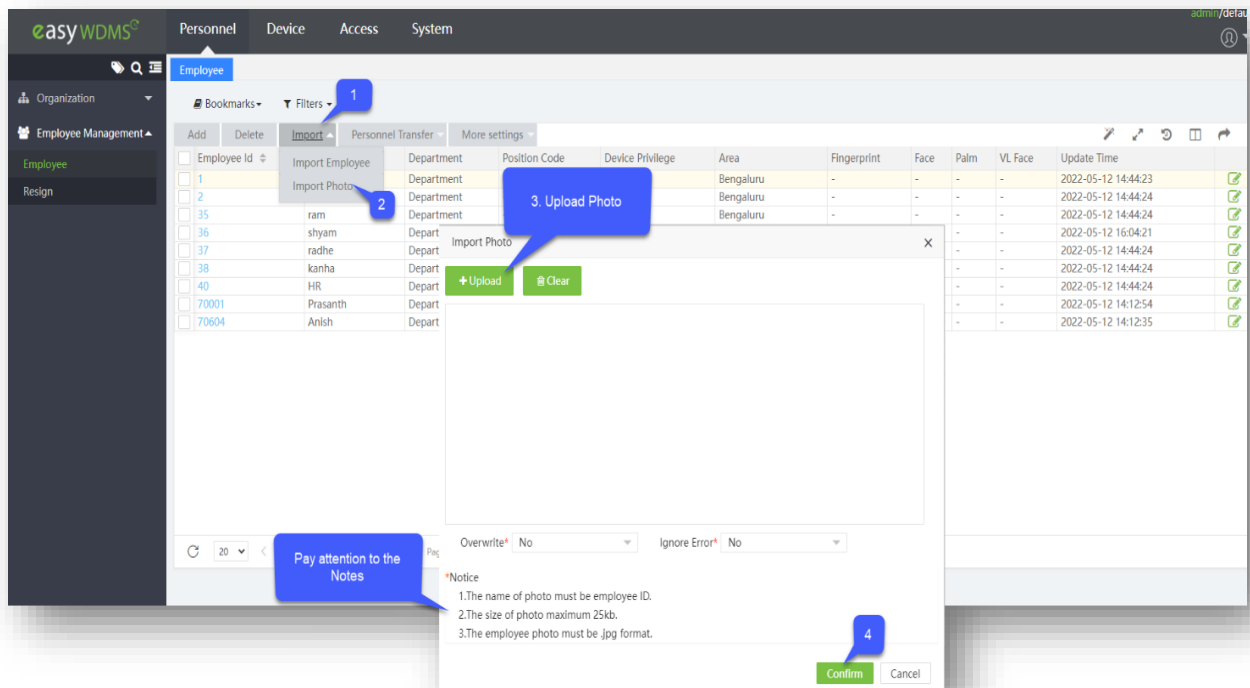 easyWDMS
Personnel Device Access System
admin/defau
Employee
Organization
Bookmarks Filters
1
Employee Management
Add Delete Import Personnel Transfer More settings
Employee
Resign
Employee Id Department Position Code Device Privilege Area Fingerprint Face Palm VL Face Update Time
Import Employee
Import Photo
2
3. Upload Photo
1 Department Bengaluru - - - - 2022-05-12 14:44:23
2 Department Bengaluru - - - - 2022-05-12 14:44:24
35 ram Department Bengaluru - - - - 2022-05-12 14:44:24
36 shyam Depart - - 2022-05-12 16:04:21
37 radhe Depart - - 2022-05-12 14:44:24
38 kanha Depart - - 2022-05-12 14:44:24
40 HR Depart - - 2022-05-12 14:44:24
70001 Prasanth Depart - - 2022-05-12 14:12:54
70604 Anish Depart - - 2022-05-12 14:12:35
Import Photo X
+Upload Clear
20 <
Pag
Overwrite* No Ignore Error* No
Pay attention to the
Notes
*Notice
1.The name of photo must be employee ID.
2.The size of photo maximum 25kb.
3.The employee photo must be .jpg format.
4
Confirm Cancel